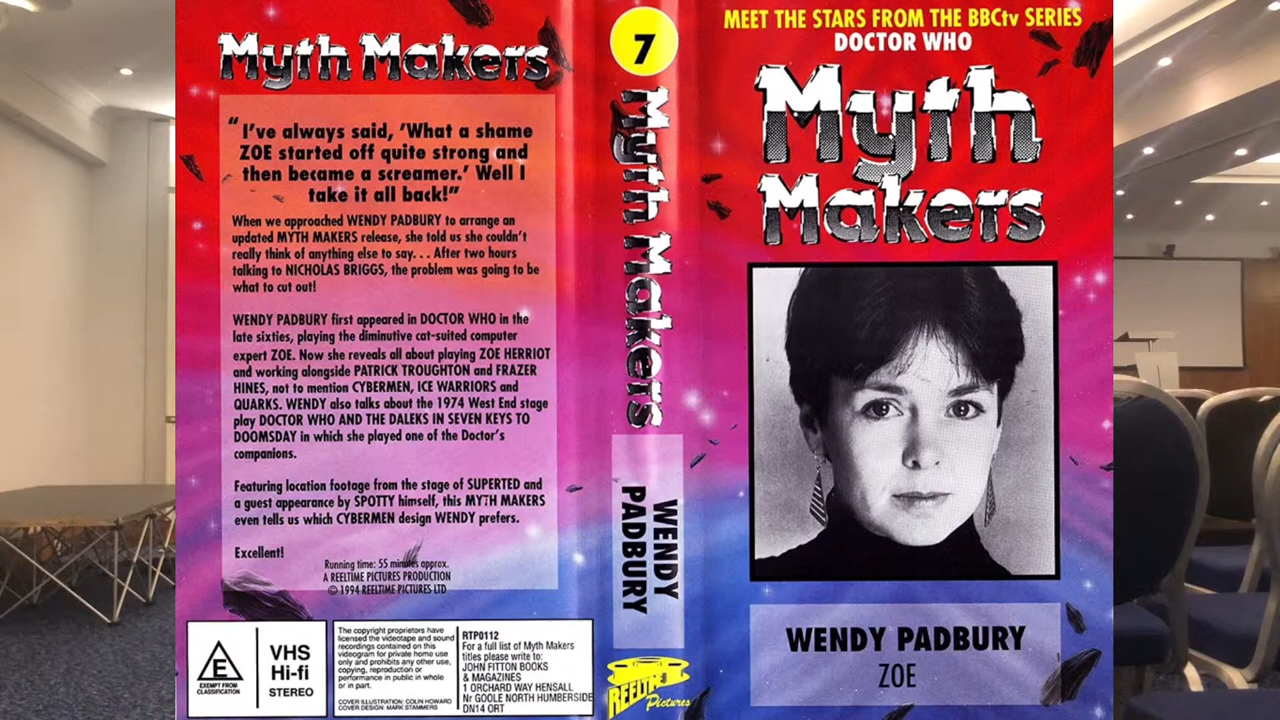 Myth Makers
"I've always said, 'What a shame
ZOE started off quite strong and
then became a screamer.' Well I
take it all back!"
When we approached WENDY PADBURY to arrange an
updated MYTH MAKERS release, she told us she couldn't
really think of anything else to say. . . After two hours
talking to NICHOLAS BRIGGS, the problem was going to be
what to cut out!
WENDY PADBURY first appeared in DOCTOR WHO in the
late sixties, playing the diminutive cat-suited computer
expert ZOE. Now she reveals all about playing ZOE HERRIOT
and working alongside PATRICK TROUGHTON and FRAZER
HINES, not to mention CYBERMEN, ICE WARRIORS and
QUARKS. WENDY also talks about the 1974 West End stage
play DOCTOR WHO AND THE DALEKS IN SEVEN KEYS TO
DOOMSDAY in which she played one of the Doctor's
companions.
Featuring location footage from the stage of SUPERTED and
a guest appearance by SPOTTY himself, this MYTH MAKERS
even tells us which CYBERMEN design WENDY prefers.
Excellent!
Running time: 55 minutes approx.
A REELTIME PICTURES PRODUCTION
© 1994 REELTIME PICTURES LTD
E
EXEMPT FROM
CLASSIFICATION
VHS
Hi-fi
STEREO
The copyright proprietors have
licensed the videotape and sound
recordings contained on this
videogram for private home use
only and prohibits any other use,
copying, reproduction or
performance in public in whole
or in part.
COVER ILLUSTRATION: COLIN HOWARD
COVER DESIGN: MARK STAMMERS
RTP0112
For a full list of Myth Makers
titles please write to:
JOHN FITTON BOOKS
& MAGAZINES
1 ORCHARD WAY HENSALL
Nr GOOLE NORTH HUMBERSIDE
DN14 ORT
7
Myth Makers
WENDY
PADBURY
REELTIME
Pictures
MEET THE STARS FROM THE BBCtv SERIES
DOCTOR WHO
Myth
Makers
WENDY PADBURY
ZOE